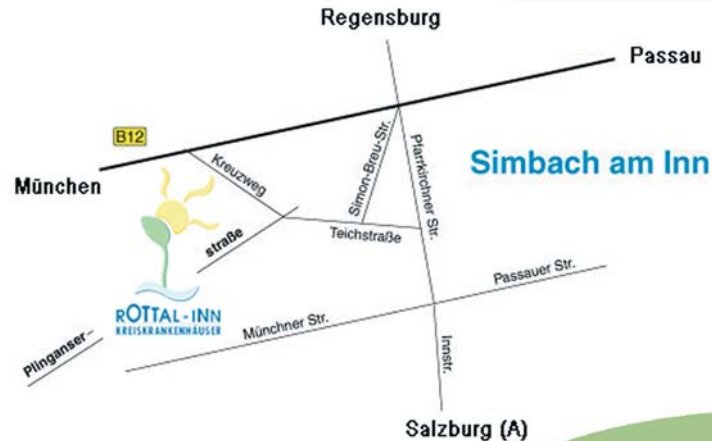 Regensburg
Passau
B12
München
Kreuzweg
Simon-Breu-Str.
Pfarrkirchner Str.
Simbach am Inn
straße
Teichstraße
Passauer Str.
ROTTAL-INN
KREISKRANKENHÄUSER
Münchner Str.
Plinganser-
Innstr.
Salzburg (A)